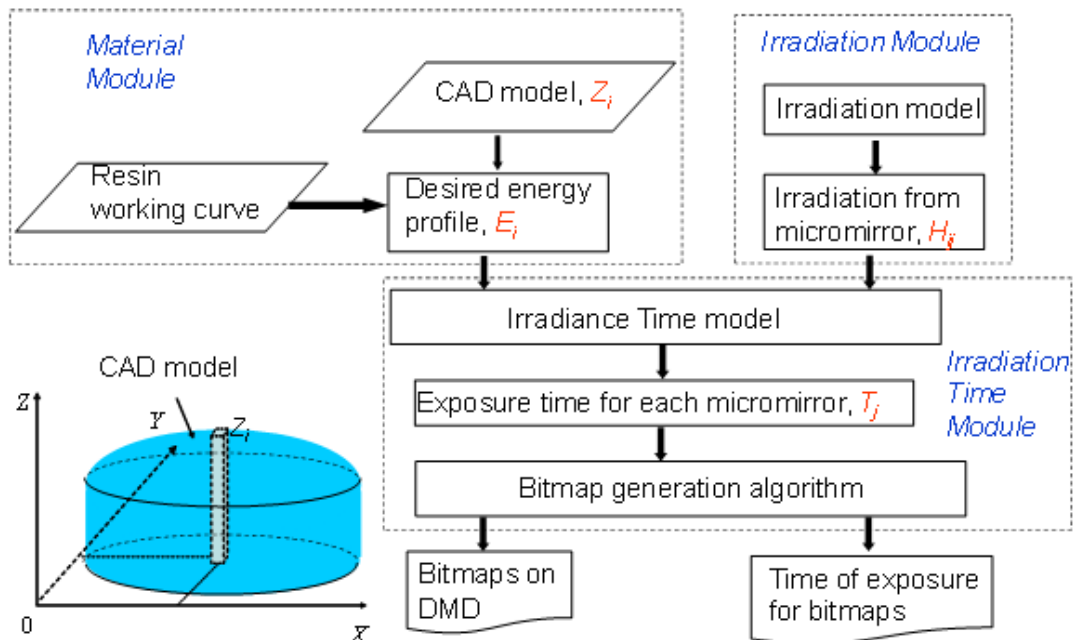 Material
Module
CAD model, Z_i
Resin
working curve
Desired energy
profile, E_i
Irradiation Module
Irradiation model
Irradiation from
micromirror, H_ij
Irradiance Time model
Exposure time for each micromirror, T_j
Bitmap generation algorithm
Irradiation
Time
Module
Bitmaps on
DMD
Time of exposure
for bitmaps
CAD model
Z
Y
Z_i
0
X